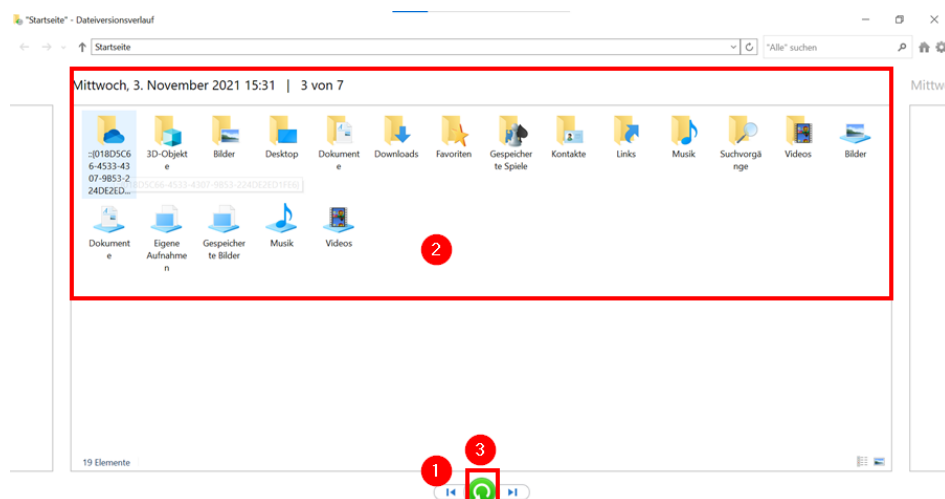 "Startseite" - Dateiversionsverlauf
Startseite
"Alle" suchen
Mittwoch, 3. November 2021 15:31 | 3 von 7
Mittw
::{018D5C6
6-4533-43
07-9853-2
24DE2ED...
3D-Objekt
e
Bilder
Desktop
Dokument
e
Downloads
Favoriten
Gespeicher
te Spiele
Kontakte
Links
Musik
Suchvorgä
nge
Videos
Bilder
Dokument
e
Eigene
Aufnahme
n
Gespeicher
te Bilder
Musik
Videos
2
19 Elemente
1
3